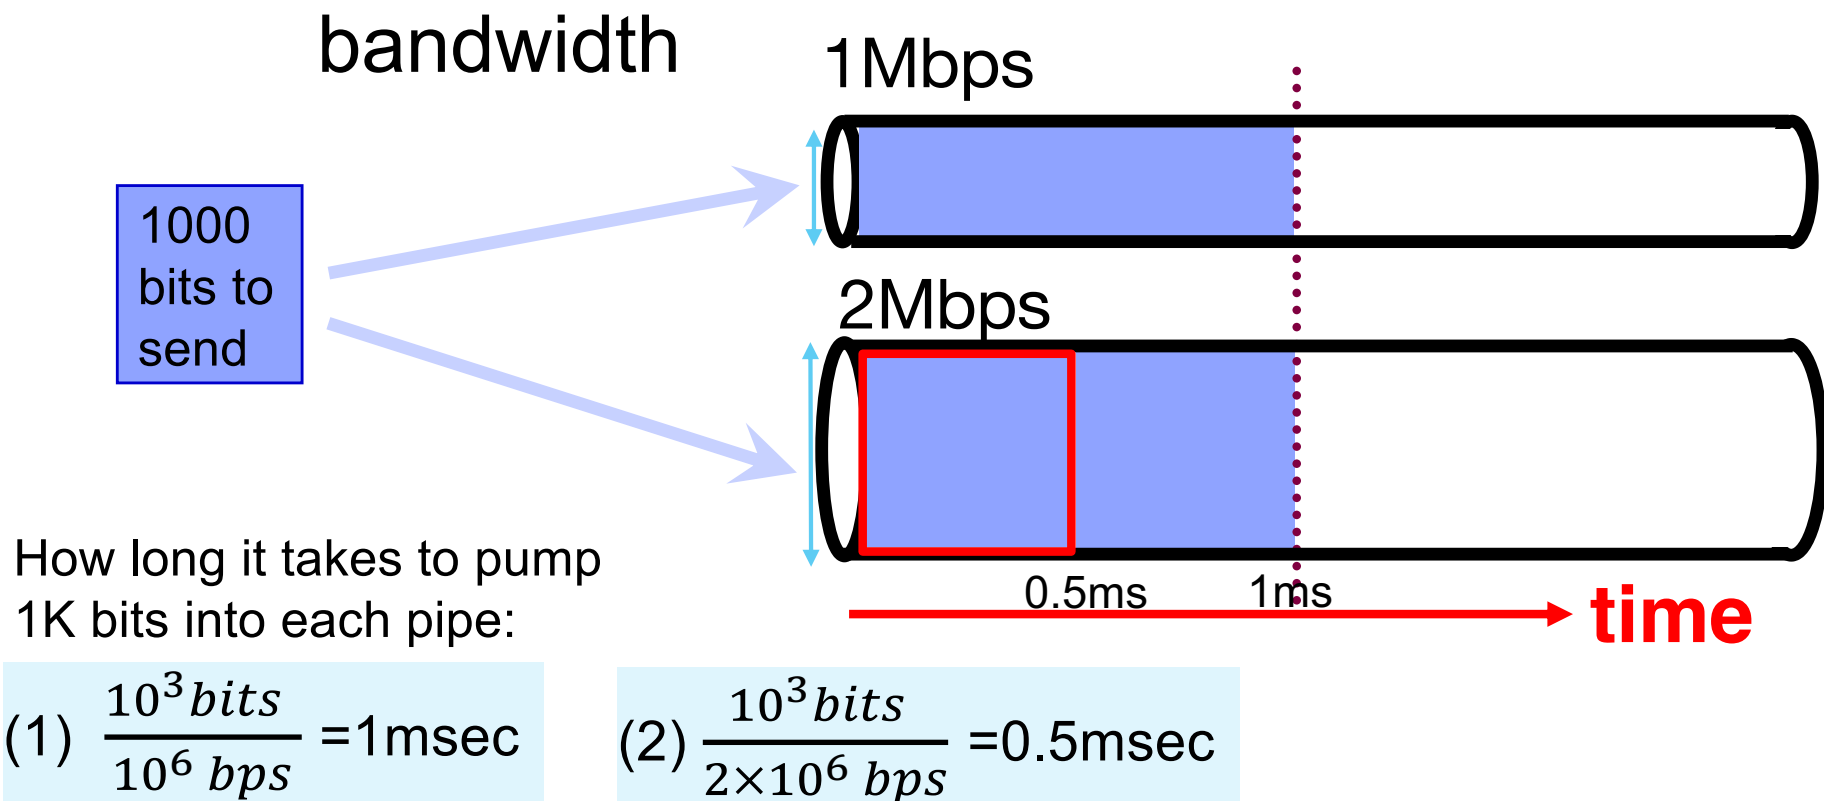 bandwidth
1Mbps
1000
bits to
send
2Mbps
0.5ms
1ms
time
How long it takes to pump
1K bits into each pipe:
(1) 10³bits / 10⁶ bps =1msec
(2) 10³bits / 2×10⁶ bps =0.5msec